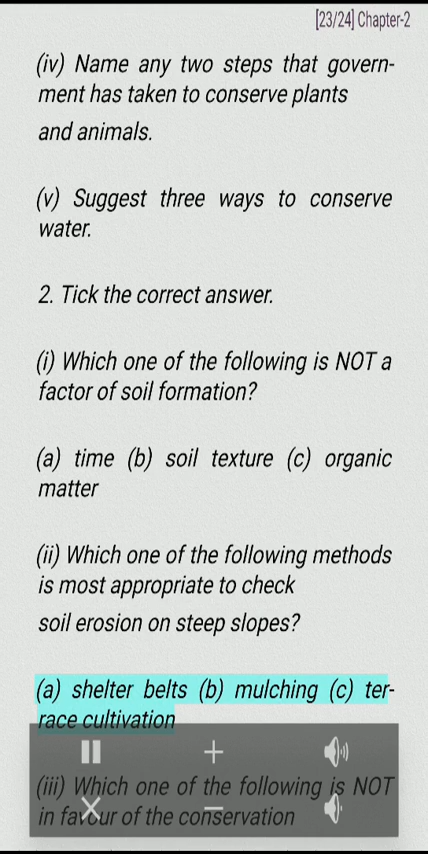 [23/24] Chapter-2
(iv) Name any two steps that govern-
ment has taken to conserve plants
and animals.
(v) Suggest three ways to conserve
water.
2. Tick the correct answer.
(i) Which one of the following is NOT a
factor of soil formation?
(a) time (b) soil texture (c) organic
matter
(ii) Which one of the following methods
is most appropriate to check
soil erosion on steep slopes?
(a) shelter belts (b) mulching (c) ter-
race cultivation
(iii) Which one of the following is NOT
in favour of the conservation